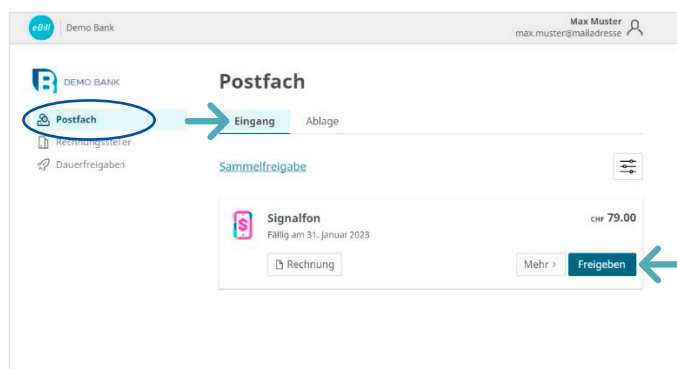 eBill Demo Bank
Max Muster
max.muster@mailadresse
DEMO BANK
Postfach
Rechnungssteller
Dauerfreigaben
Postfach
Eingang Ablage
Sammelfreigabe
Signalfon
CHF 79.00
Fällig am 31. Januar 2023
Rechnung
Mehr >
Freigeben